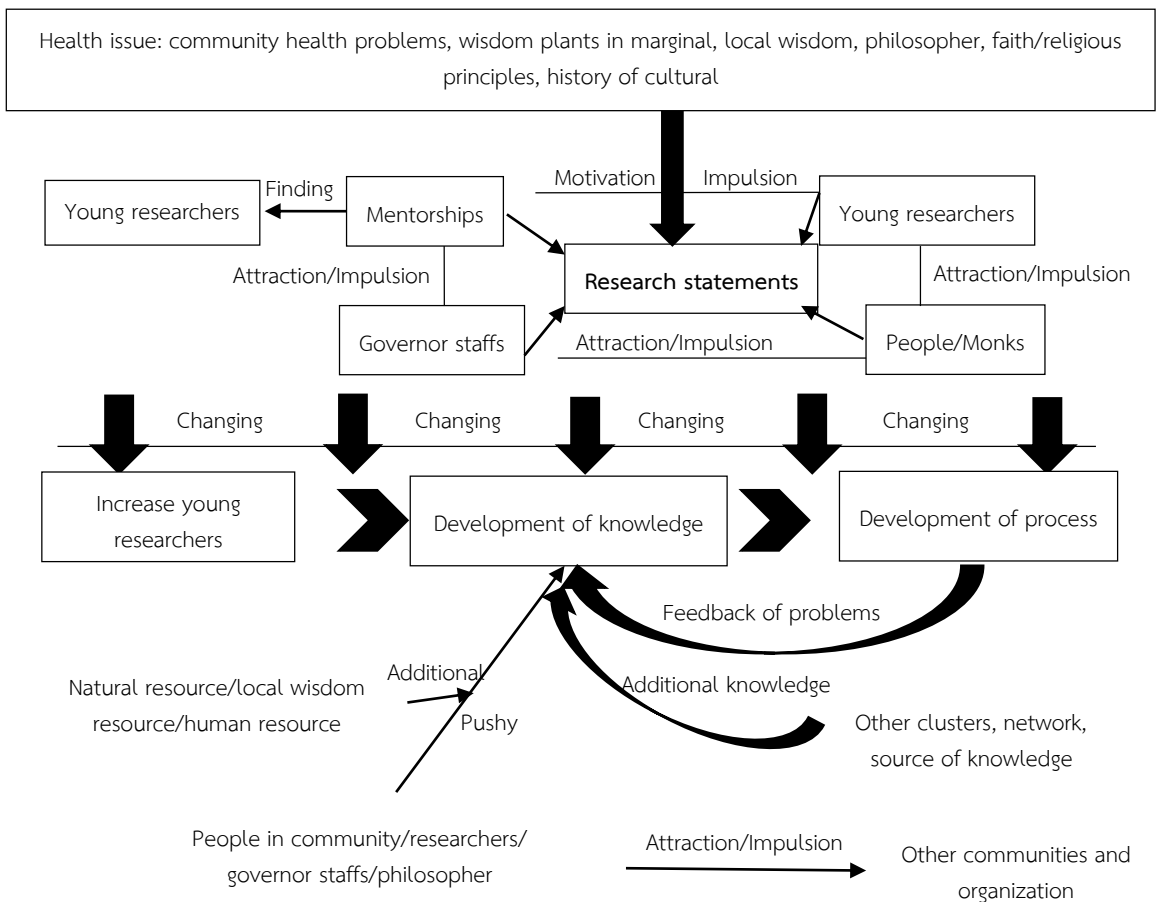 Health issue: community health problems, wisdom plants in marginal, local wisdom, philosopher, faith/religious
principles, history of cultural
Motivation
Impulsion
Finding
Young researchers
Mentorships
Young researchers
Attraction/Impulsion
Research statements
Attraction/Impulsion
Governor staffs
Attraction/Impulsion
People/Monks
Changing
Changing
Changing
Changing
Increase young
researchers
Development of knowledge
Development of process
Feedback of problems
Additional
Additional knowledge
Natural resource/local wisdom
resource/human resource
Pushy
Other clusters, network,
source of knowledge
People in community/researchers/
governor staffs/philosopher
Attraction/Impulsion
Other communities and
organization